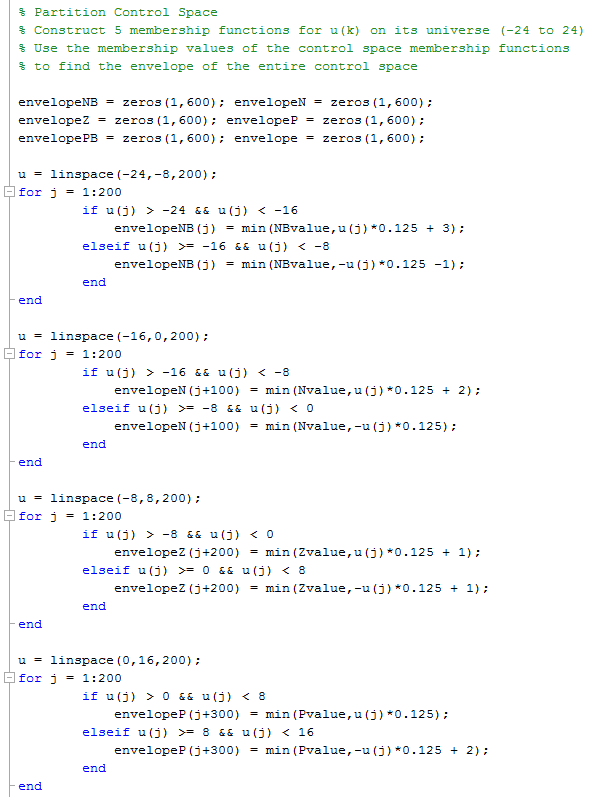 % Partition Control Space
% Construct 5 membership functions for u(k) on its universe (-24 to 24)
% Use the membership values of the control space membership functions
% to find the envelope of the entire control space
envelopeNB = zeros(1,600); envelopeN = zeros(1,600);
envelopeZ = zeros(1,600); envelopeP = zeros(1,600);
envelopePB = zeros(1,600); envelope = zeros(1,600);
u = linspace(-24,-8,200);
for j = 1:200
if u(j) > -24 && u(j) < -16
envelopeNB(j) = min(NBvalue,u(j)*0.125 + 3);
elseif u(j) >= -16 && u(j) < -8
envelopeNB(j) = min(NBvalue,-u(j)*0.125 -1);
end
end
u = linspace(-16,0,200);
for j = 1:200
if u(j) > -16 && u(j) < -8
envelopeN(j+100) = min(Nvalue,u(j)*0.125 + 2);
elseif u(j) >= -8 && u(j) < 0
envelopeN(j+100) = min(Nvalue,-u(j)*0.125);
end
end
u = linspace(-8,8,200);
for j = 1:200
if u(j) > -8 && u(j) < 0
envelopeZ(j+200) = min(Zvalue,u(j)*0.125 + 1);
elseif u(j) >= 0 && u(j) < 8
envelopeZ(j+200) = min(Zvalue,-u(j)*0.125 + 1);
end
end
u = linspace(0,16,200);
for j = 1:200
if u(j) > 0 && u(j) < 8
envelopeP(j+300) = min(Pvalue,u(j)*0.125);
elseif u(j) >= 8 && u(j) < 16
envelopeP(j+300) = min(Pvalue,-u(j)*0.125 + 2);
end
end